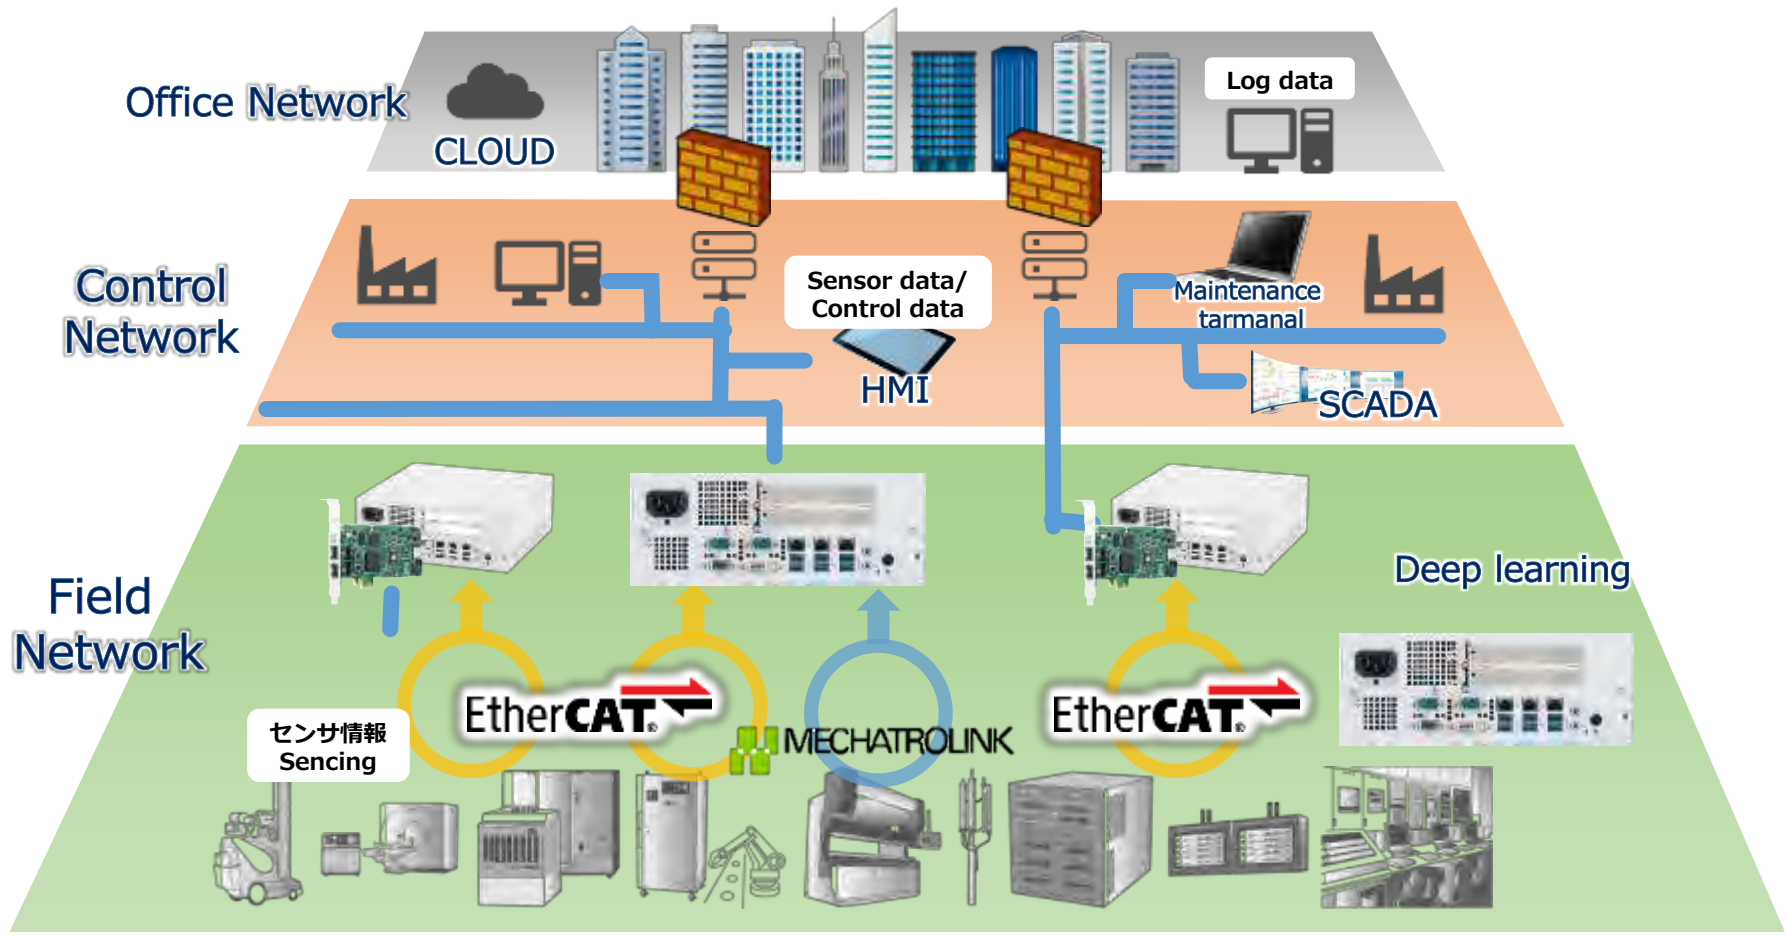 Office Network
CLOUD
Log data
Control
Network
Sensor data/
Control data
HMI
Maintenance
tarmanal
SCADA
Field
Network
Deep learning
EtherCAT®
EtherCAT®
MECHATROLINK
センサ情報
Sencing